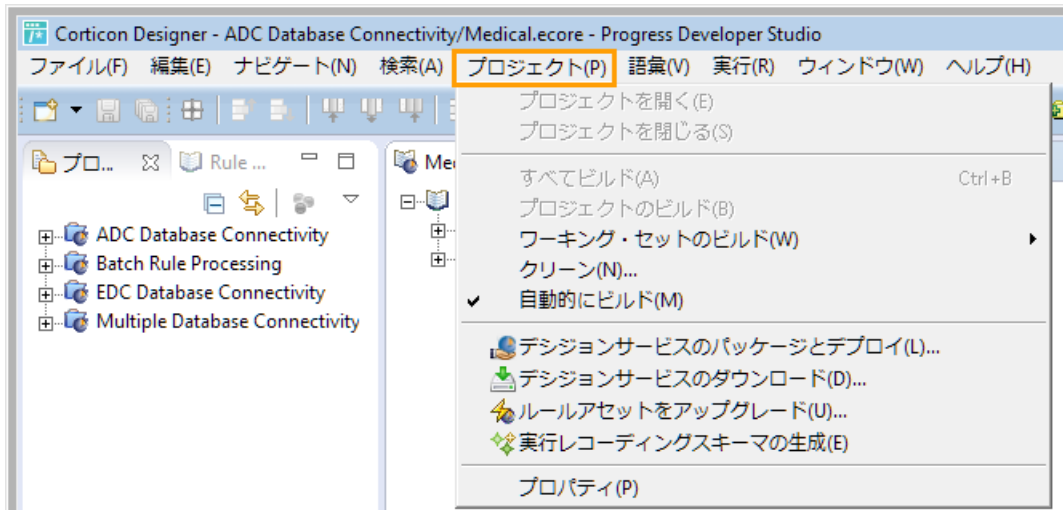 Corticon Designer - ADC Database Connectivity/Medical.ecore - Progress Developer Studio
ファイル(F) 編集(E) ナビゲート(N) 検索(A) プロジェクト(P) 語彙(V) 実行(R) ウィンドウ(W) ヘルプ(H)
プロジェクトを開く(E)
プロジェクトを閉じる(S)
プロ... Rule ... Me
すべてビルド(A) Ctrl+B
プロジェクトのビルド(B)
ADC Database Connectivity
ワーキング・セットのビルド(W)
Batch Rule Processing
クリーン(N)...
EDC Database Connectivity
自動的にビルド(M)
Multiple Database Connectivity
デシジョンサービスのパッケージとデプロイ(L)...
デシジョンサービスのダウンロード(D)...
ルールアセットをアップグレード(U)...
実行レコーディングスキーマの生成(E)
プロパティ(P)